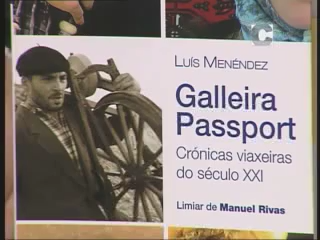 LUÍS MENÉNDEZ
Galleira
Passport
Crónicas viaxeiras
do século XXI
Limiar de Manuel Rivas